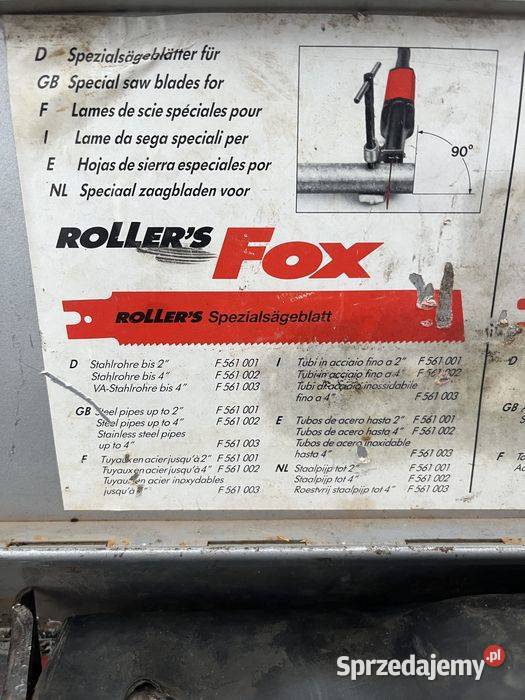 D Spezialsägeblätter für
GB Special saw blades for
F Lames de scie spéciales pour
I Lame da sega speciali per
E Hojas de sierra especiales por
NL Speciaal zaagbladen voor
90°
ROLLER'S FOX
ROLLER'S Spezialsägeblatt
D Stahlrohre bis 2" F 561 001
Stahlrohre bis 4" F 561 002
VA-Stahlrohre bis 4" F 561 003
GB Steel pipes up to 2" F 561 001
Steel pipes up to 4" F 561 002
Stainless steel pipes
up to 4" F 561 003
F Tuyaux en acier jusqu'à 2" F 561 001
Tuyaux en acier jusqu'à 4" F 561 002
Tuyaux en acier inoxydables
jusqu'à 4" F 561 003
I Tubi in acciaio fino a 2" F 561 001
Tubi in acciaio fino a 4" F 561 002
Tubi di acciaio inossidabile
fino a 4" F 561 003
E Tubos de acero hasta 2" F 561 001
Tubos de acero hasta 4" F 561 002
Tubos de acero inoxidable
hasta 4" F 561 003
NL Staalpijp tot 2" F 561 001
Staalpijp tot 4" F 561 002
Roestvrij staalpijp tot 4" F 561 003
D
F To
Ac
Sprzedajemy.pl